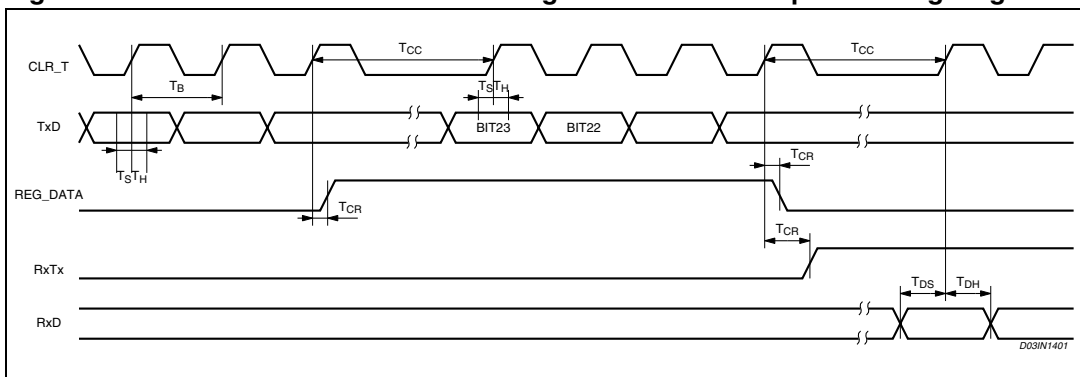 CLR_T
TCC
TCC
TB
TSTH
TxD
BIT23
BIT22
TSTH
TCR
REG_DATA
TCR
TCR
RxTx
TDS
TDH
RxD
D03IN1401